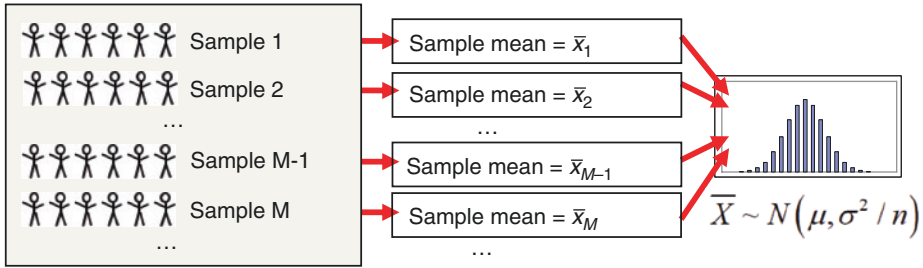 Sample 1
Sample mean = x̄₁
Sample 2
Sample mean = x̄₂
...
...
Sample M-1
Sample mean = x̄_{M–1}
Sample M
Sample mean = x̄_M
...
...
X̄ ~ N(μ, σ² / n)